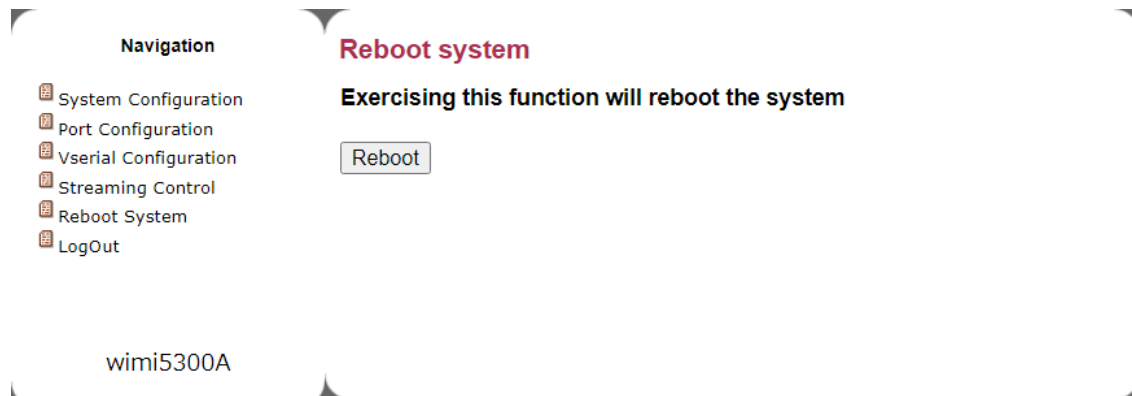 Navigation
System Configuration
Port Configuration
Vserial Configuration
Streaming Control
Reboot System
LogOut
wimi5300A
Reboot system
Exercising this function will reboot the system
Reboot